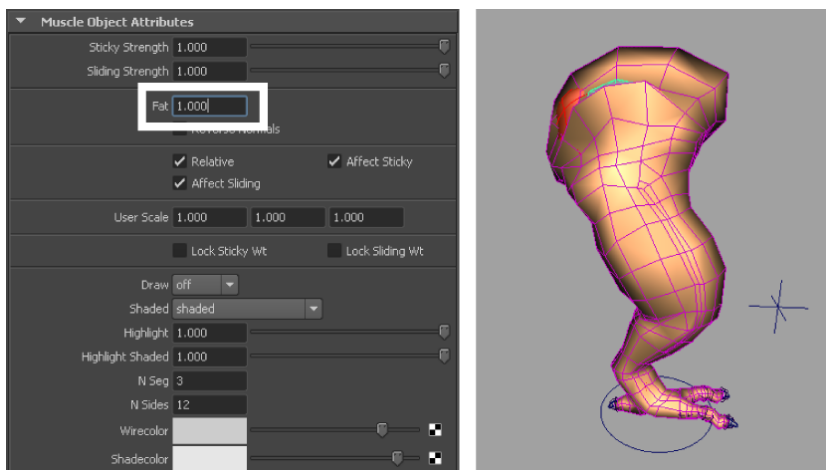 Muscle Object Attributes
Sticky Strength 1.000
Sliding Strength 1.000
Fat 1.000
Reverse Normals
Relative Affect Sticky
Affect Sliding
User Scale 1.000 1.000 1.000
Lock Sticky Wt Lock Sliding Wt
Draw off
Shaded shaded
Highlight 1.000
Highlight Shaded 1.000
N Seg 3
N Sides 12
Wirecolor
Shadecolor